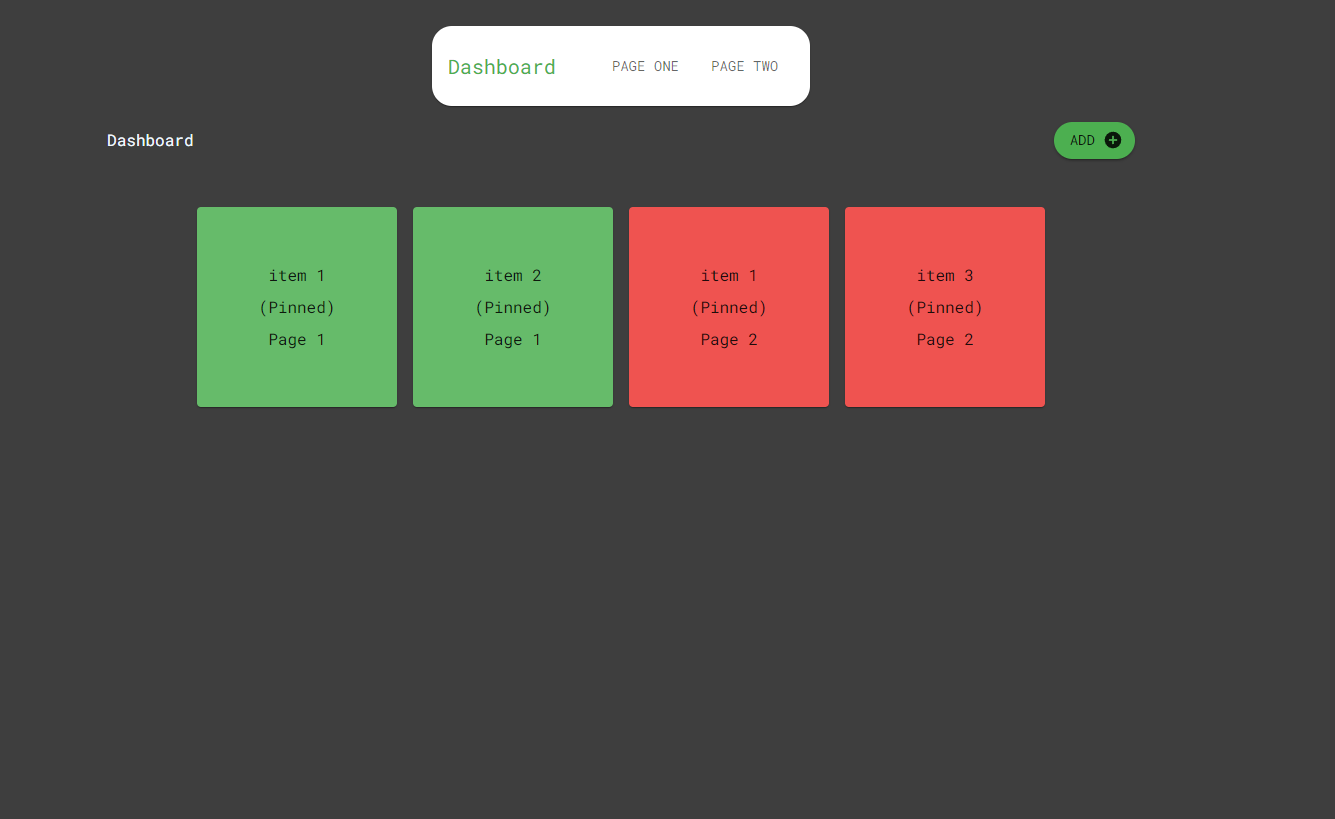 Dashboard PAGE ONE PAGE TWO
Dashboard ADD
item 1
(Pinned)
Page 1
item 2
(Pinned)
Page 1
item 1
(Pinned)
Page 2
item 3
(Pinned)
Page 2